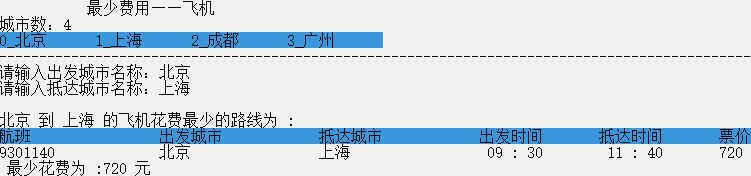 最少费用——飞机
城市数: 4
0_北京 1_上海 2_成都 3_广州
请输入出发城市名称: 北京
请输入抵达城市名称: 上海
北京 到 上海 的飞机花费最少的路线为 :
航班 出发城市 抵达城市 出发时间 抵达时间 票价
9301140 北京 上海 09 : 30 11 : 40 720
最少花费为 :720 元